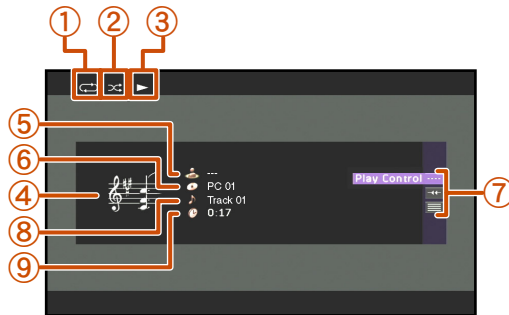 ① ② ③
⑤ ---
⑥ PC 01
Play Control ----
④
⑦
⑧ Track 01
⑨ 0:17